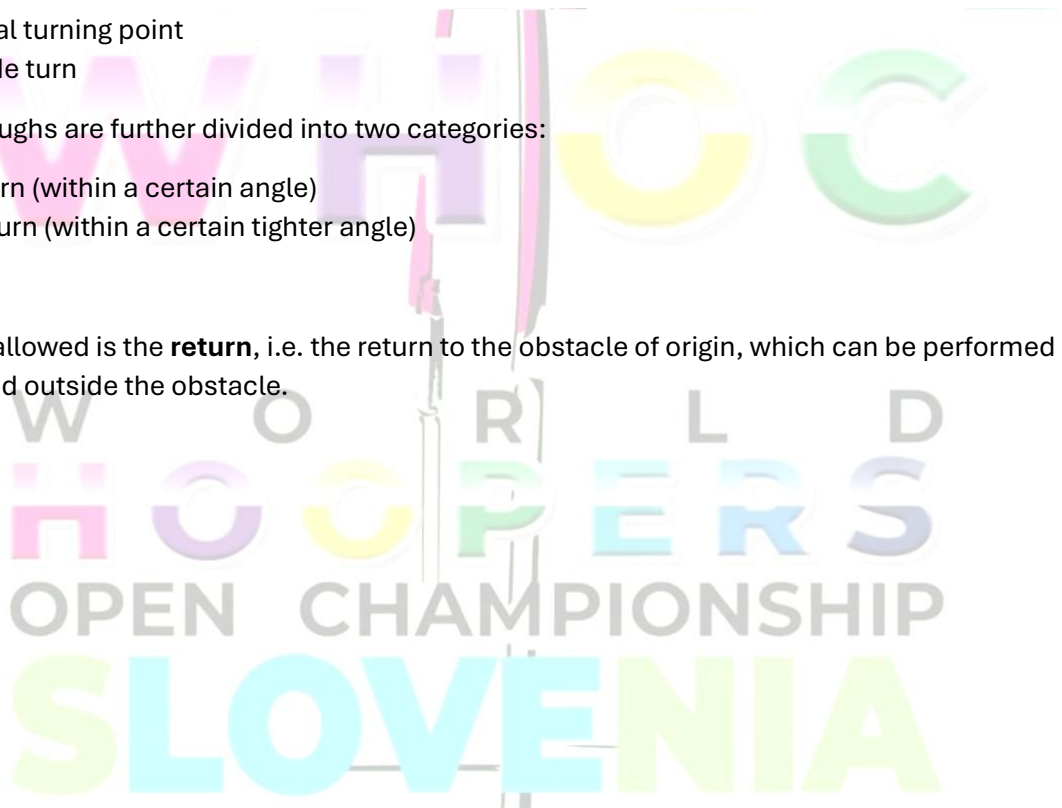 al turning point
le turn
ughs are further divided into two categories:
rn (within a certain angle)
urn (within a certain tighter angle)
allowed is the return, i.e. the return to the obstacle of origin, which can be performed
d outside the obstacle.
WHOC
WORLD
HOOPERS
OPEN CHAMPIONSHIP
SLOVENIA